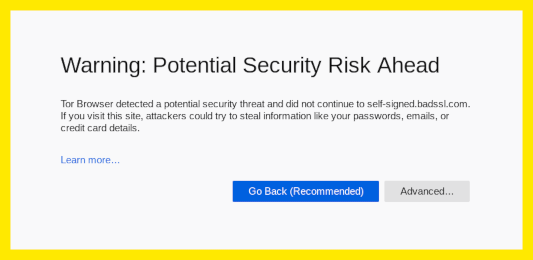 Warning: Potential Security Risk Ahead
Tor Browser detected a potential security threat and did not continue to self-signed.badssl.com.
If you visit this site, attackers could try to steal information like your passwords, emails, or
credit card details.
Learn more…
Go Back (Recommended)
Advanced…